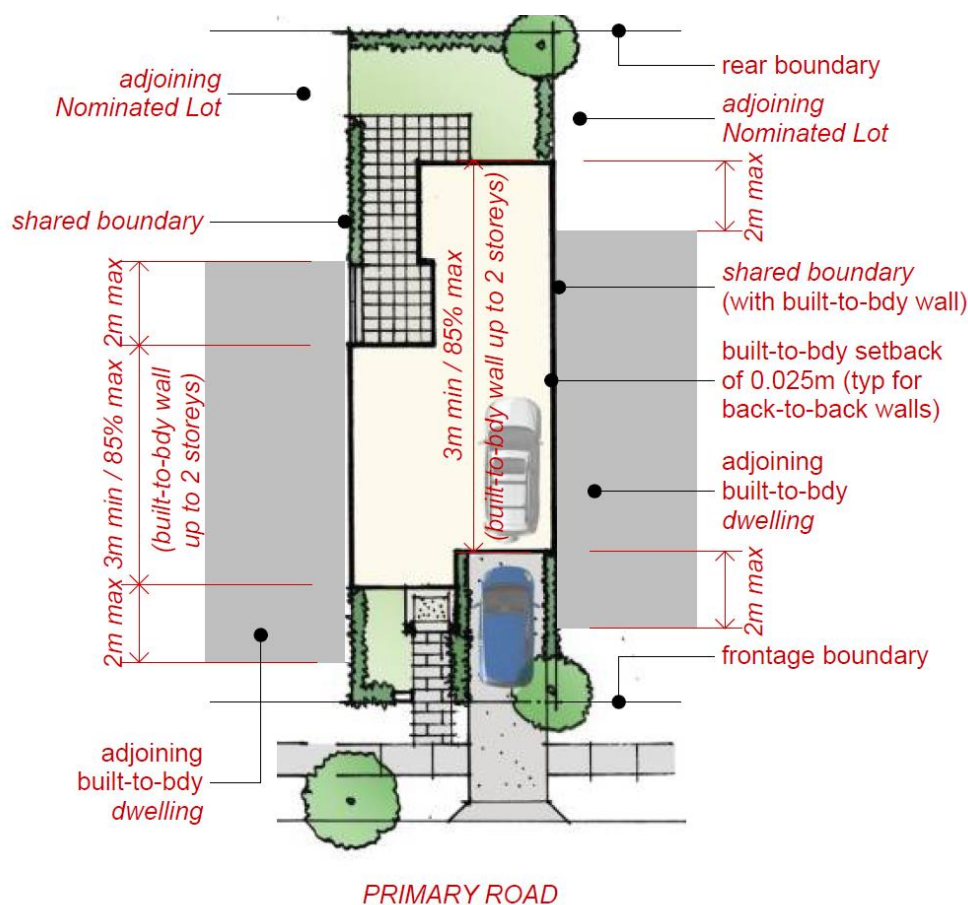 adjoining
Nominated Lot
shared boundary
2m max
3m min / 85% max
(built-to-bdy wall
up to 2 storeys)
2m max
adjoining
built-to-bdy
dwelling
3m min / 85% max
(built-to-bdy wall up to 2 storeys)
rear boundary
adjoining
Nominated Lot
2m max
shared boundary
(with built-to-bdy wall)
built-to-bdy setback
of 0.025m (typ for
back-to-back walls)
adjoining
built-to-bdy
dwelling
2m max
frontage boundary
PRIMARY ROAD